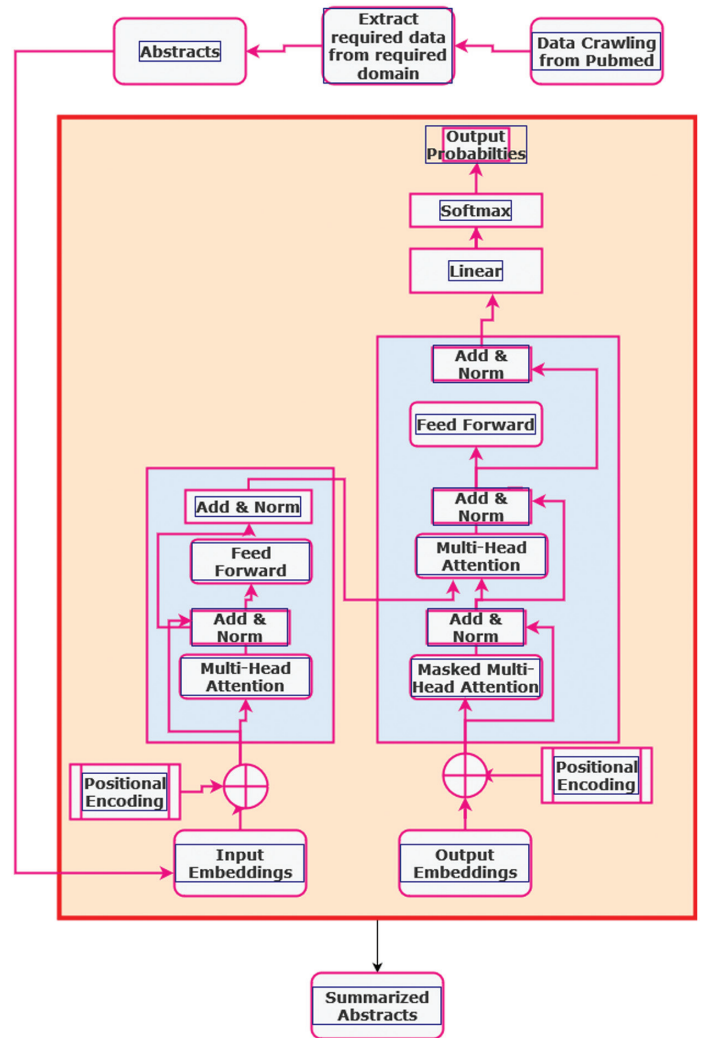 Abstracts
Extract
required data
from required
domain
Data Crawling
from Pubmed
Output
Probabilties
Softmax
Linear
Add &
Norm
Feed Forward
Add &
Norm
Multi-Head
Attention
Add &
Norm
Masked Multi-
Head Attention
Add & Norm
Feed
Forward
Add &
Norm
Multi-Head
Attention
Positional
Encoding
Positional
Encoding
Input
Embeddings
Output
Embeddings
Summarized
Abstracts